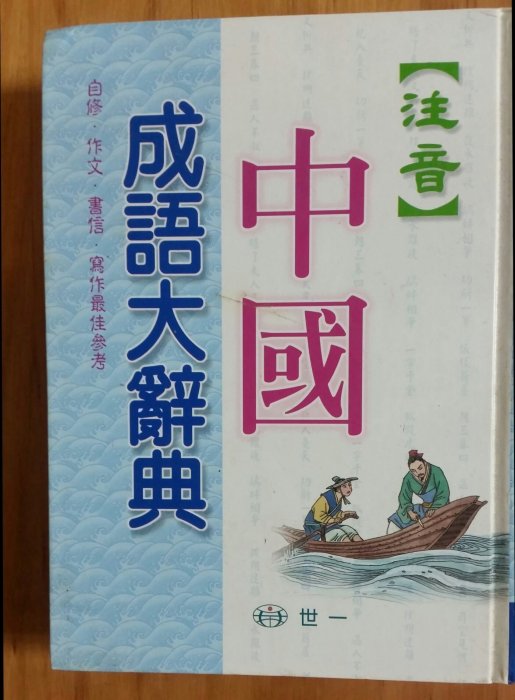 【注音】
中國
成語大辭典
自修・作文・書信・寫作最佳參考
世一